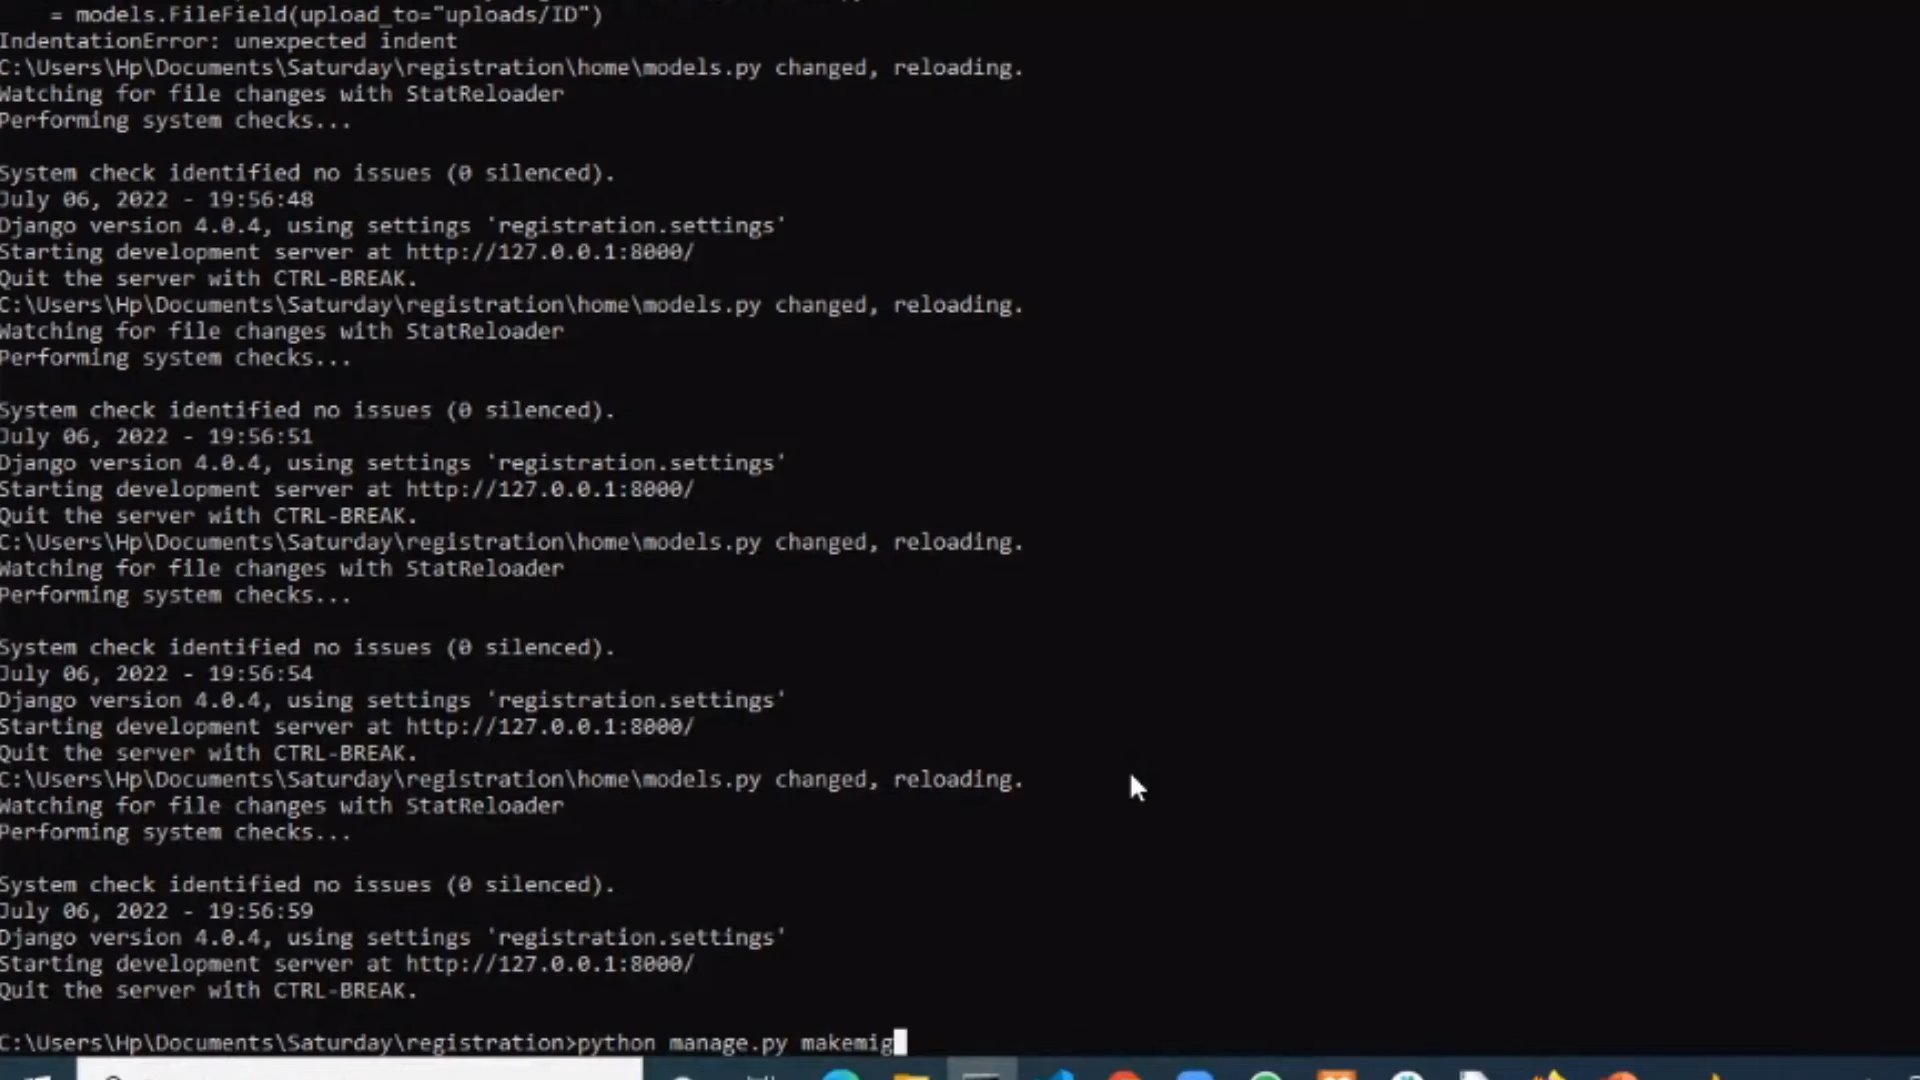 = models.FileField(upload_to="uploads/ID")
IndentationError: unexpected indent
C:\Users\Hp\Documents\Saturday\registration\home\models.py changed, reloading.
Watching for file changes with StatReloader
Performing system checks...
System check identified no issues (0 silenced).
July 06, 2022 - 19:56:48
Django version 4.0.4, using settings 'registration.settings'
Starting development server at http://127.0.0.1:8000/
Quit the server with CTRL-BREAK.
C:\Users\Hp\Documents\Saturday\registration\home\models.py changed, reloading.
Watching for file changes with StatReloader
Performing system checks...
System check identified no issues (0 silenced).
July 06, 2022 - 19:56:51
Django version 4.0.4, using settings 'registration.settings'
Starting development server at http://127.0.0.1:8000/
Quit the server with CTRL-BREAK.
C:\Users\Hp\Documents\Saturday\registration\home\models.py changed, reloading.
Watching for file changes with StatReloader
Performing system checks...
System check identified no issues (0 silenced).
July 06, 2022 - 19:56:54
Django version 4.0.4, using settings 'registration.settings'
Starting development server at http://127.0.0.1:8000/
Quit the server with CTRL-BREAK.
C:\Users\Hp\Documents\Saturday\registration\home\models.py changed, reloading.
Watching for file changes with StatReloader
Performing system checks...
System check identified no issues (0 silenced).
July 06, 2022 - 19:56:59
Django version 4.0.4, using settings 'registration.settings'
Starting development server at http://127.0.0.1:8000/
Quit the server with CTRL-BREAK.
C:\Users\Hp\Documents\Saturday\registration>python manage.py makemig